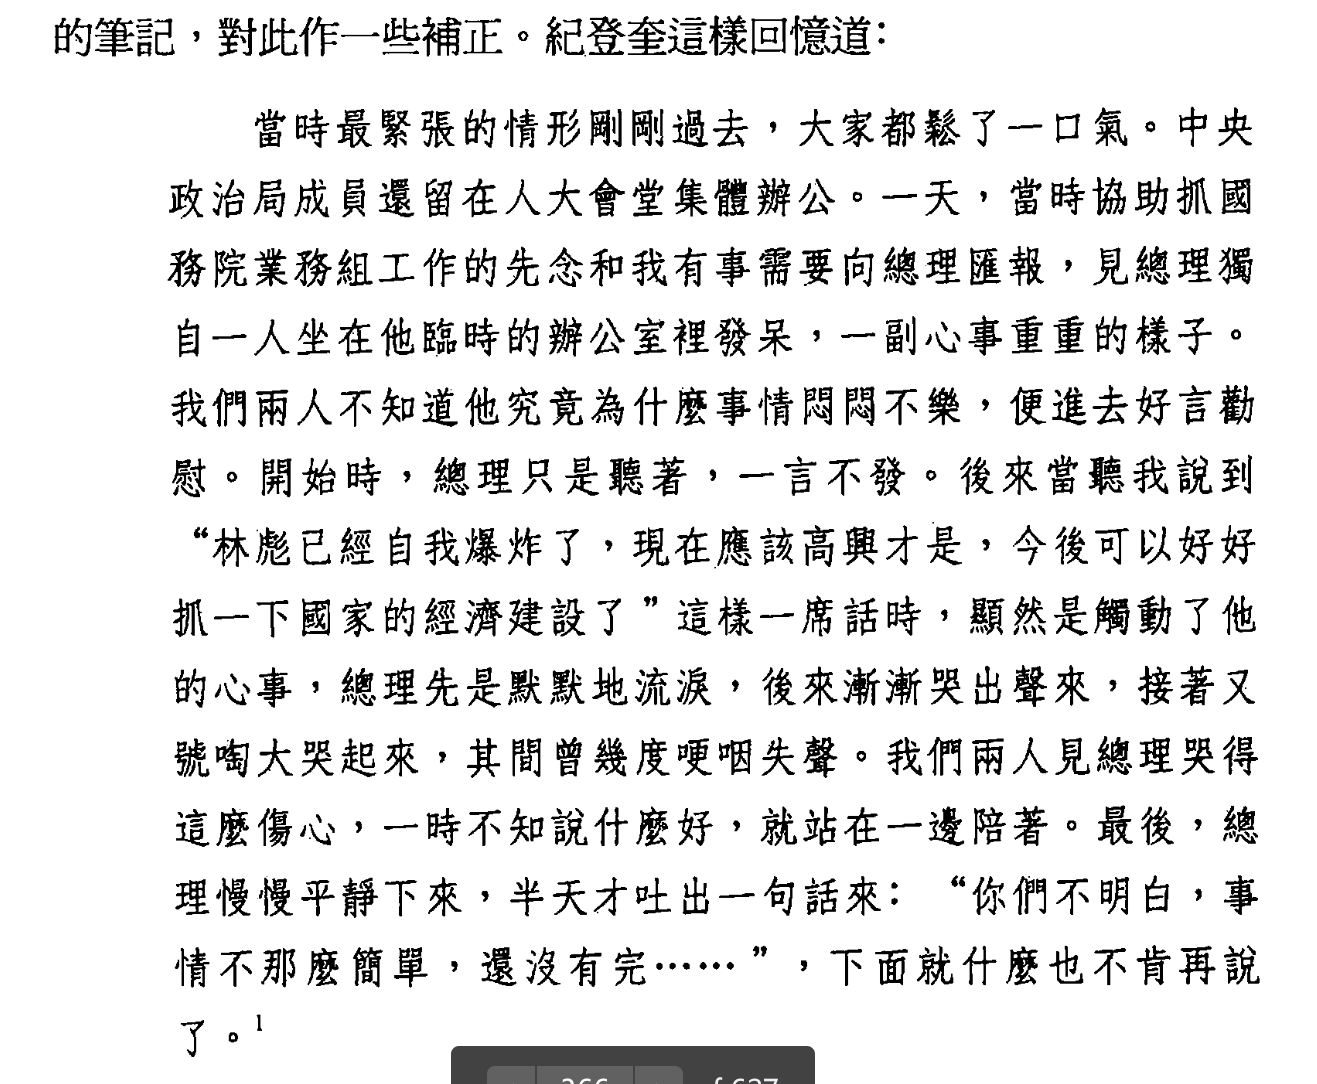 的筆記，對此作一些補正。紀登奎這樣回憶道：
當時最緊張的情形剛剛過去，大家都鬆了一口氣。中央
政治局成員還留在人大會堂集體辦公。一天，當時協助抓國
務院業務組工作的先念和我有事需要向總理匯報，見總理獨
自一人坐在他臨時的辦公室裡發呆，一副心事重重的樣子。
我們兩人不知道他究竟為什麼事情悶悶不樂，便進去好言勸
慰。開始時，總理只是聽著，一言不發。後來當聽我說到
“林彪已經自我爆炸了，現在應該高興才是，今後可以好好
抓一下國家的經濟建設了”這樣一席話時，顯然是觸動了他
的心事，總理先是默默地流淚，後來漸漸哭出聲來，接著又
號啕大哭起來，其間曾幾度哽咽失聲。我們兩人見總理哭得
這麼傷心，一時不知說什麼好，就站在一邊陪著。最後，總
理慢慢平靜下來，半天才吐出一句話來：“你們不明白，事
情不那麼簡單，還沒有完……”，下面就什麼也不肯再說
了。1